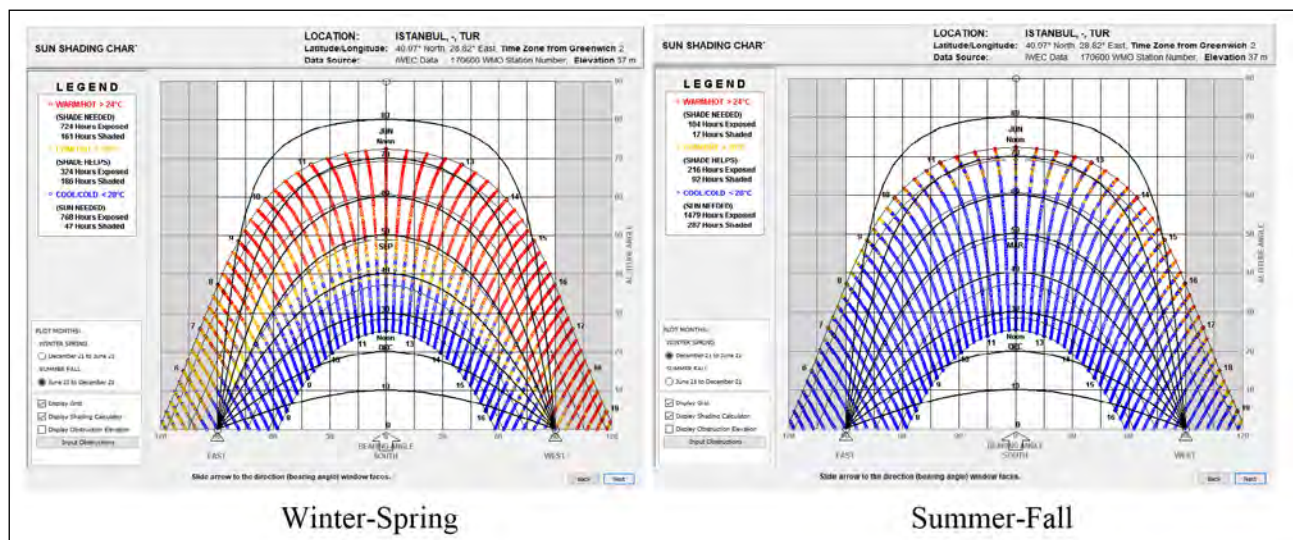 SUN SHADING CHAR
LOCATION: ISTANBUL, -, TUR
Latitude/Longitude: 40.97° North, 28.82° East, Time Zone from Greenwich 2
Data Source: IWEC Data 170600 WMO Station Number, Elevation 37 m
LEGEND
WARM/HOT > 24°C
(SHADE NEEDED)
724 Hours Exposed
161 Hours Shaded
(SHADE HELPS)
324 Hours Exposed
COOL/COLD < 20°C
(SUN NEEDED)
768 Hours Exposed
47 Hours Shaded
PLOT MONTHS:
WINTER SPRING
December 21 to June 21
SUMMER FALL
June 21 to December 21
Display Grid
Display Shading Calculator
Display Obstruction Elevation
Input Obstructions
JUN
Noon
SEP
Noon
DEC
ALTITUDE ANGLE
BEARING ANGLE
EAST
SOUTH
WEST
Slide arrow to the direction (bearing angle) window faces.
Back
Next
Winter-Spring
SUN SHADING CHAR
LOCATION: ISTANBUL, -, TUR
Latitude/Longitude: 40.97° North, 28.82° East, Time Zone from Greenwich 2
Data Source: IWEC Data 170600 WMO Station Number, Elevation 37 m
LEGEND
WARM/HOT > 24°C
(SHADE NEEDED)
104 Hours Exposed
17 Hours Shaded
(SHADE HELPS)
216 Hours Exposed
92 Hours Shaded
COOL/COLD < 20°C
(SUN NEEDED)
1479 Hours Exposed
287 Hours Shaded
PLOT MONTHS:
WINTER SPRING
December 21 to June 21
SUMMER FALL
June 21 to December 21
Display Grid
Display Shading Calculator
Display Obstruction Elevation
Input Obstructions
JUN
Noon
MAR
Noon
DEC
ALTITUDE ANGLE
BEARING ANGLE
EAST
SOUTH
WEST
Slide arrow to the direction (bearing angle) window faces.
Back
Next
Summer-Fall